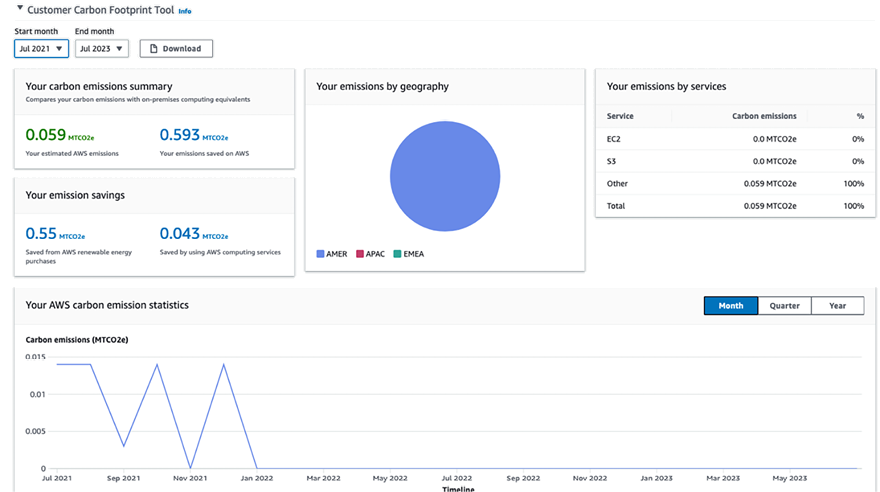 Customer Carbon Footprint Tool Info
Start month End month
Jul 2021 Jul 2023 Download
Your carbon emissions summary
Compares your carbon emissions with on-premises computing equivalents
0.059 MTCO2e 0.593 MTCO2e
Your estimated AWS emissions Your emissions saved on AWS
Your emission savings
0.55 MTCO2e 0.043 MTCO2e
Saved from AWS renewable energy purchases Saved by using AWS computing services
Your emissions by geography
AMER APAC EMEA
Your emissions by services
Service Carbon emissions %
EC2 0.0 MTCO2e 0%
S3 0.0 MTCO2e 0%
Other 0.059 MTCO2e 100%
Total 0.059 MTCO2e 100%
Your AWS carbon emission statistics
Month Quarter Year
Carbon emissions (MTCO2e)
0.015
0.01
0.005
0
Jul 2021 Sep 2021 Nov 2021 Jan 2022 Mar 2022 May 2022 Jul 2022 Sep 2022 Nov 2022 Jan 2023 Mar 2023 May 2023
Timeline